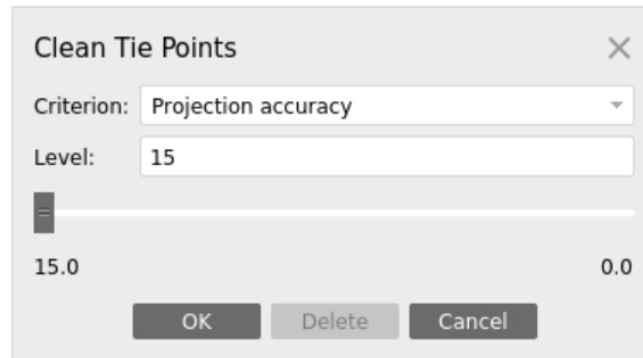 Clean Tie Points
Criterion: Projection accuracy
Level: 15
15.0 0.0
OK Delete Cancel